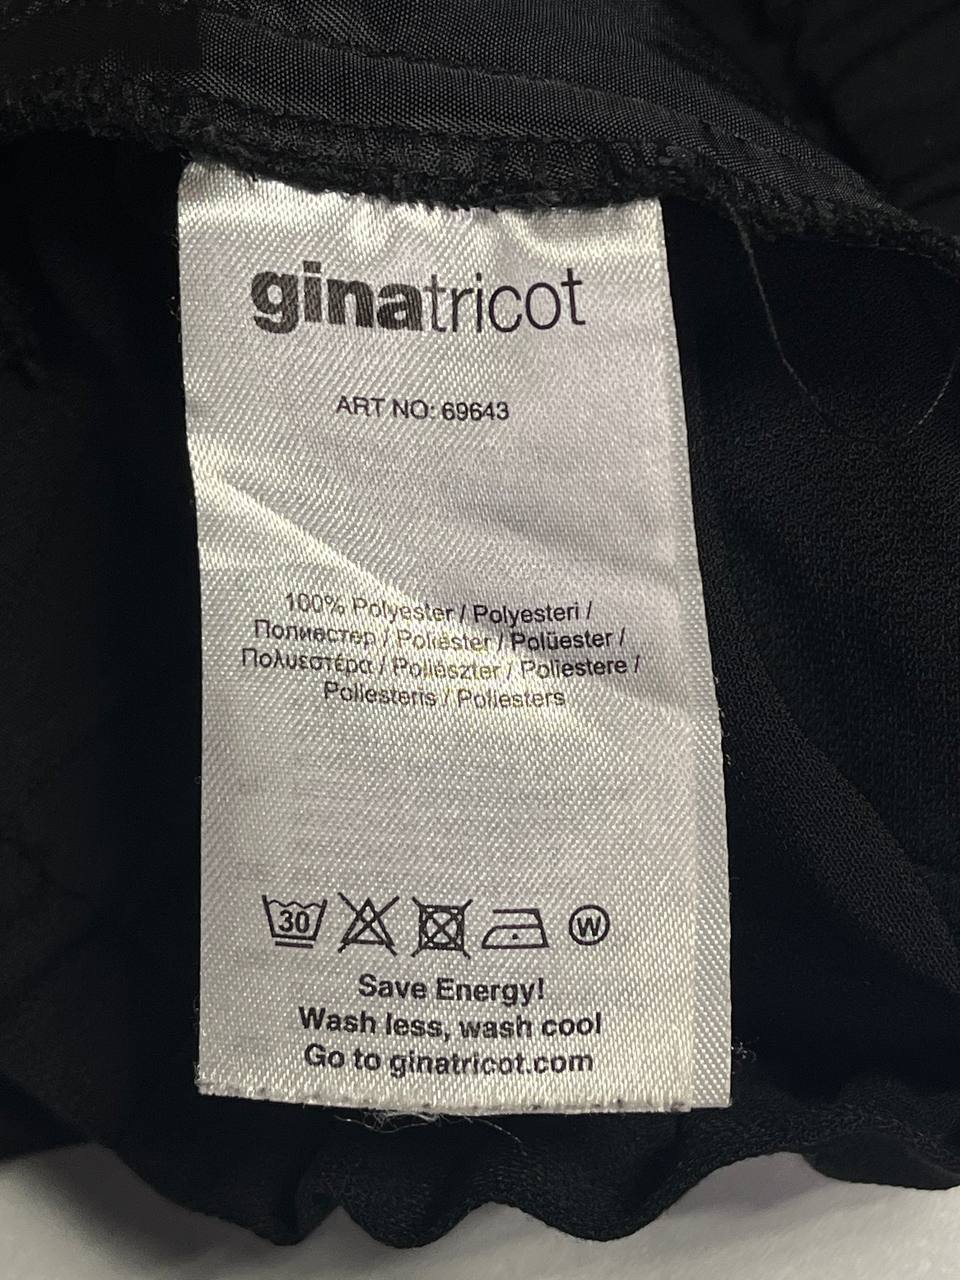 ginatricot
ART NO: 69643
100% Polyester / Polyesteri /
Полиестер / Poliester / Polüester /
Πολυεστέρα / Poliészter / Poliestere /
Poliesteris / Poliesters
30 W
Save Energy!
Wash less, wash cool
Go to ginatricot.com